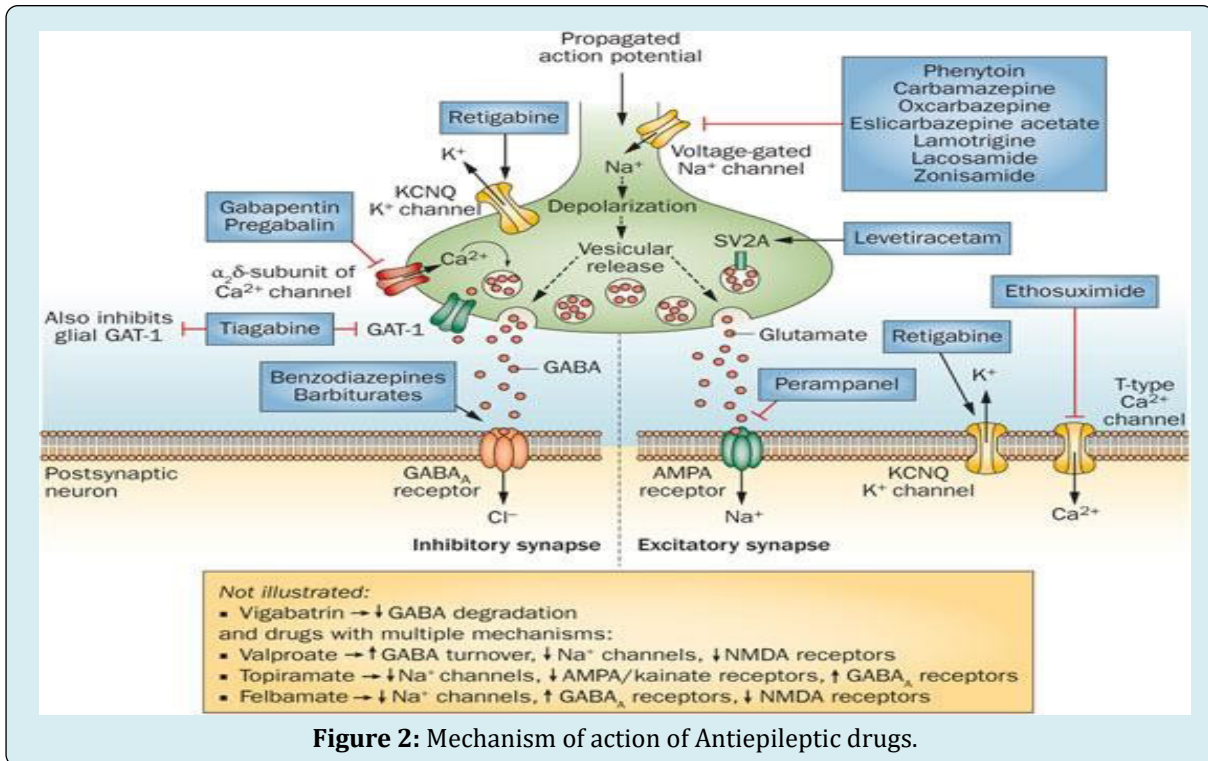 Propagated
action potential
Phenytoin
Carbamazepine
Oxcarbazepine
Eslicarbazepine acetate
Lamotrigine
Lacosamide
Zonisamide
Retigabine
K⁺
KCNQ
K⁺ channel
Na⁺
Voltage-gated
Na⁺ channel
Depolarization
Gabapentin
Pregabalin
Ca²⁺
α₂δ-subunit of
Ca²⁺ channel
Vesicular
release
SV2A
Levetiracetam
Also inhibits
glial GAT-1
Tiagabine
GAT-1
Glutamate
Ethosuximide
Retigabine
GABA
Benzodiazepines
Barbiturates
Perampanel
K⁺
T-type
Ca²⁺
channel
Postsynaptic
neuron
GABA_A
receptor
AMPA
receptor
KCNQ
K⁺ channel
Cl⁻
Na⁺
Ca²⁺
Inhibitory synapse
Excitatory synapse
Not illustrated:
▪ Vigabatrin → ↓ GABA degradation
and drugs with multiple mechanisms:
▪ Valproate → ↑ GABA turnover, ↓ Na⁺ channels, ↓ NMDA receptors
▪ Topiramate → ↓ Na⁺ channels, ↓ AMPA/kainate receptors, ↑ GABA_A receptors
▪ Felbamate → ↓ Na⁺ channels, ↑ GABA_A receptors, ↓ NMDA receptors
Figure 2: Mechanism of action of Antiepileptic drugs.